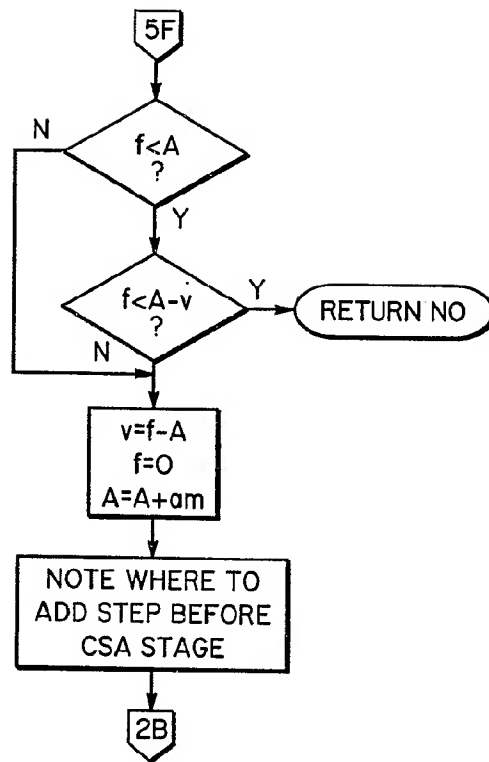 5F
f<A
?
N
Y
f<A-v
?
Y
RETURN NO
N
v=f-A
f=0
A=A+am
NOTE WHERE TO
ADD STEP BEFORE
CSA STAGE
2B